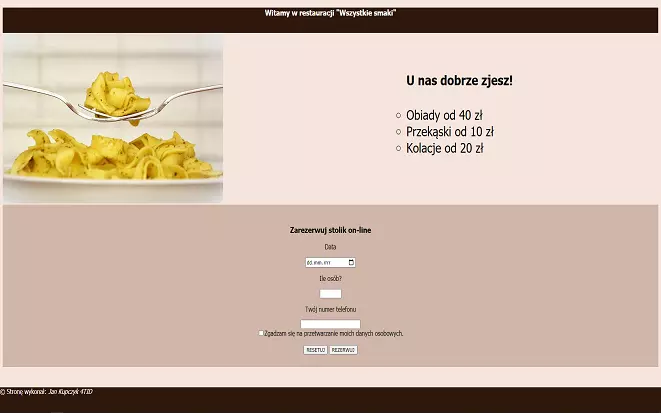 Witamy w restauracji "Wszystkie smaki"
U nas dobrze zjesz!
Obiady od 40 zł
Przekąski od 10 zł
Kolacje od 20 zł
Zarezerwuj stolik on-line
Data
dd.mm.rrrr
Ile osób?
Twój numer telefonu
Zgadzam się na przetwarzanie moich danych osobowych.
RESETUJ REZERWUJ
© Stronę wykonał: Jan Kupczyk 4TID